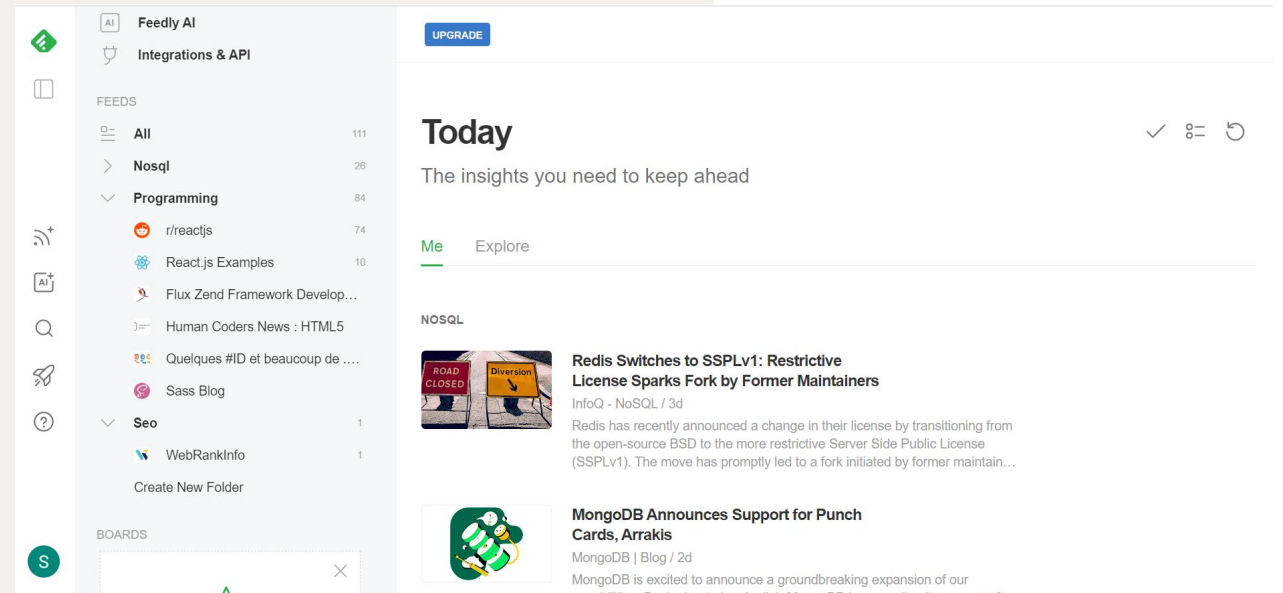 AI
Feedly AI
Integrations & API
FEEDS
All 111
Nosql 26
Programming 84
r/reactjs 74
React.js Examples 10
Flux Zend Framework Develop…
Human Coders News : HTML5
Quelques #ID et beaucoup de ….
Sass Blog
Seo 1
WebRankInfo 1
Create New Folder
BOARDS
AI
?
S
UPGRADE
Today
The insights you need to keep ahead
Me Explore
NOSQL
ROAD
CLOSED
Diversion
Redis Switches to SSPLv1: Restrictive
License Sparks Fork by Former Maintainers
InfoQ - NoSQL / 3d
Redis has recently announced a change in their license by transitioning from
the open-source BSD to the more restrictive Server Side Public License
(SSPLv1). The move has promptly led to a fork initiated by former maintain…
MongoDB Announces Support for Punch
Cards, Arrakis
MongoDB | Blog / 2d
MongoDB is excited to announce a groundbreaking expansion of our